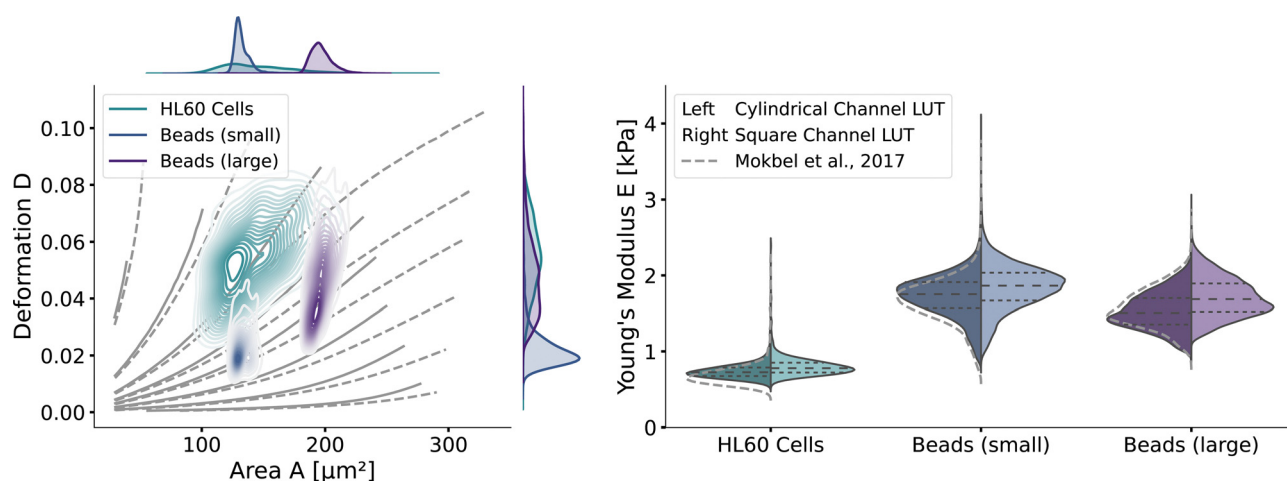 HL60 Cells
Beads (small)
Beads (large)
Deformation D
0.10
0.08
0.06
0.04
0.02
0.00
100
200
300
Area A [μm²]
Left Cylindrical Channel LUT
Right Square Channel LUT
Mokbel et al., 2017
Young's Modulus E [kPa]
4
3
2
1
0
HL60 Cells
Beads (small)
Beads (large)